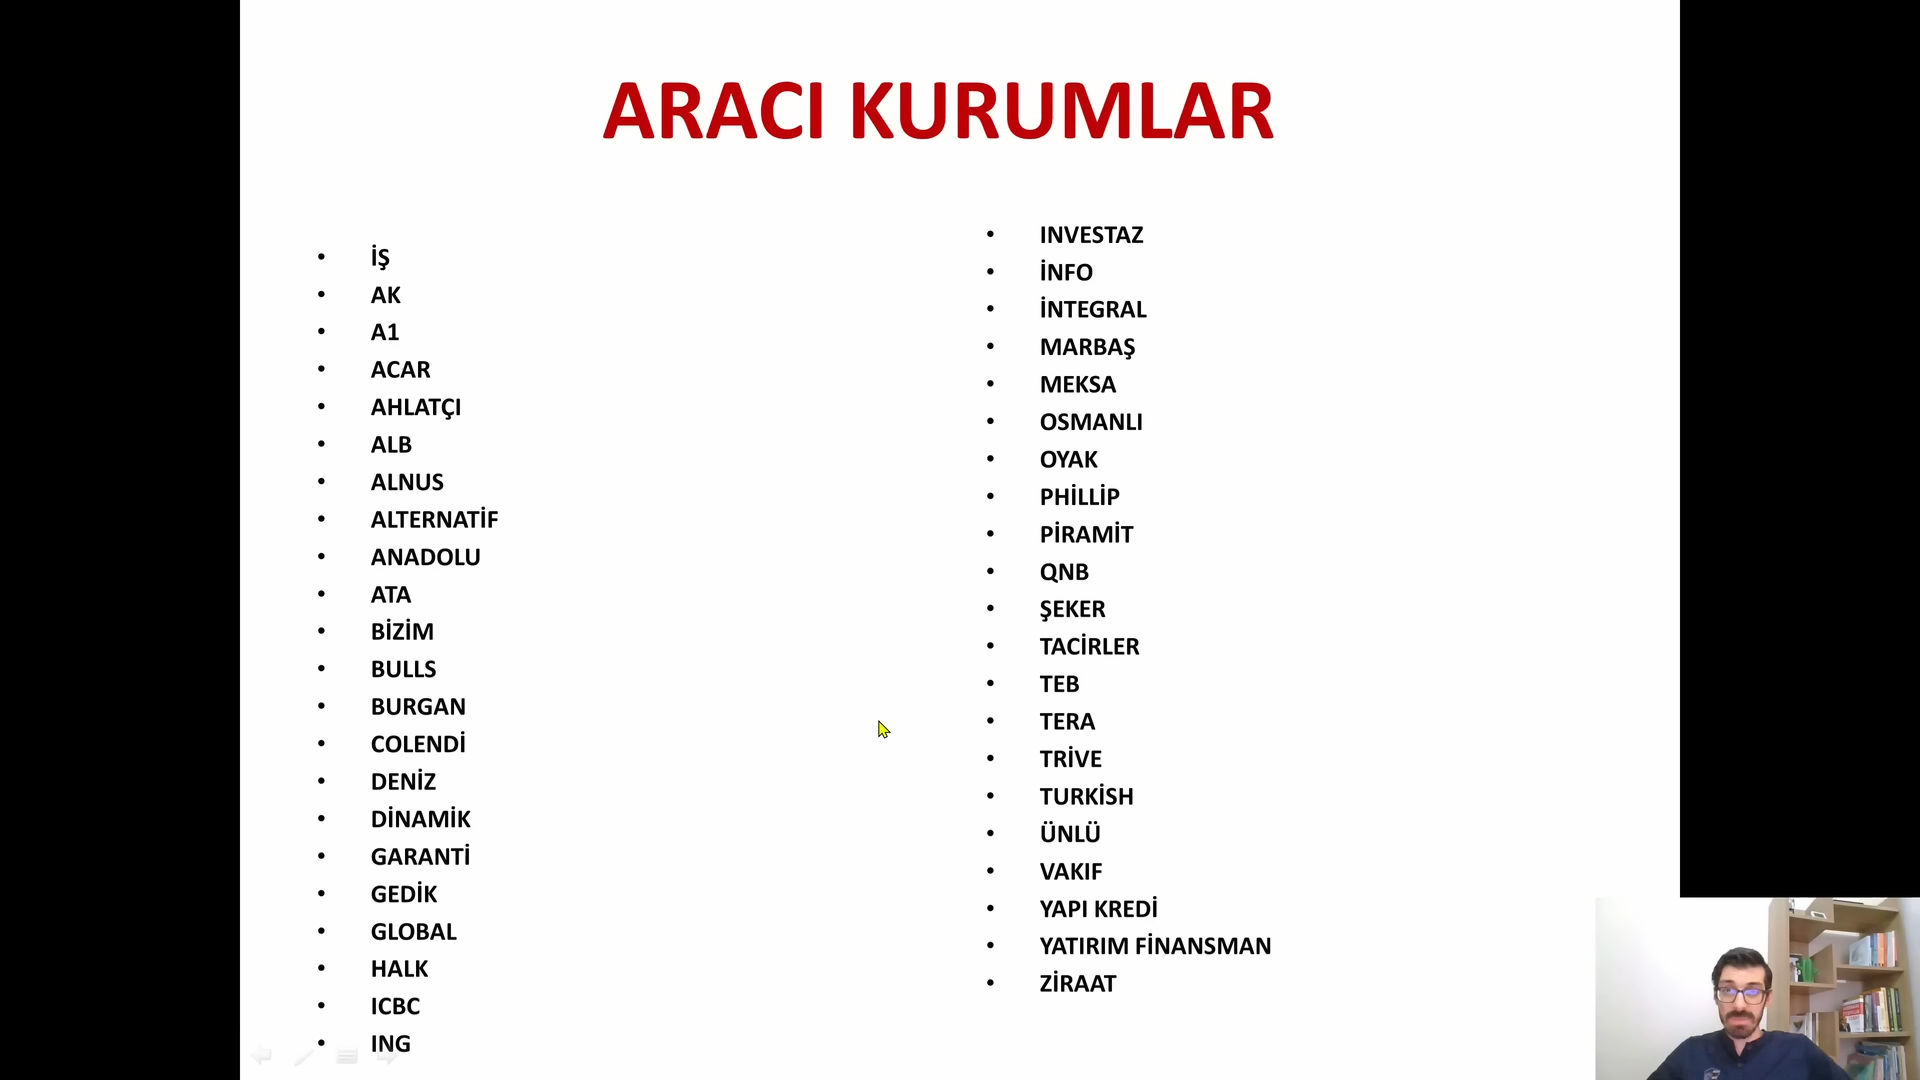 ARACI KURUMLAR
• İŞ
• AK
• A1
• ACAR
• AHLATÇI
• ALB
• ALNUS
• ALTERNATİF
• ANADOLU
• ATA
• BİZİM
• BULLS
• BURGAN
• COLENDİ
• DENİZ
• DİNAMİK
• GARANTİ
• GEDİK
• GLOBAL
• HALK
• ICBC
• ING
• INVESTAZ
• İNFO
• İNTEGRAL
• MARBAŞ
• MEKSA
• OSMANLI
• OYAK
• PHİLLİP
• PİRAMİT
• QNB
• ŞEKER
• TACİRLER
• TEB
• TERA
• TRİVE
• TURKİSH
• ÜNLÜ
• VAKIF
• YAPI KREDİ
• YATIRIM FİNANSMAN
• ZİRAAT